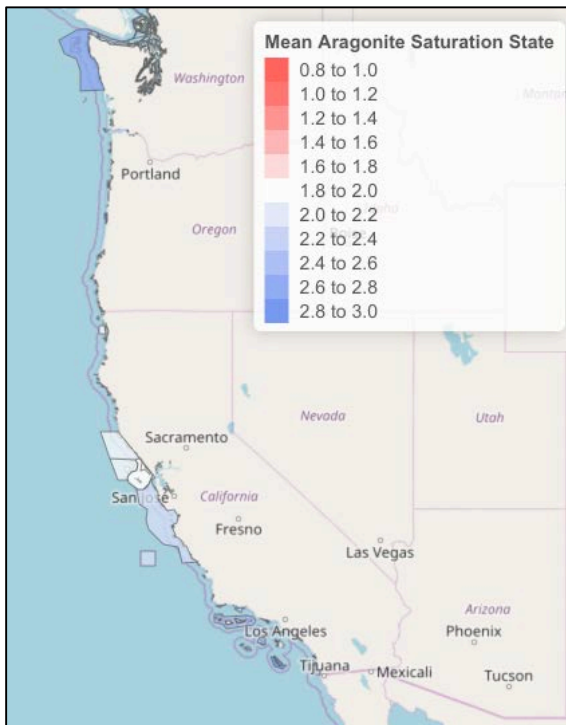 Mean Aragonite Saturation State
0.8 to 1.0
1.0 to 1.2
1.2 to 1.4
1.4 to 1.6
1.6 to 1.8
1.8 to 2.0
2.0 to 2.2
2.2 to 2.4
2.4 to 2.6
2.6 to 2.8
2.8 to 3.0
Washington
Portland
Oregon
Nevada
Utah
Sacramento
San Jose
California
Fresno
Las Vegas
Los Angeles
Arizona
Phoenix
Tijuana
Mexicali
Tucson